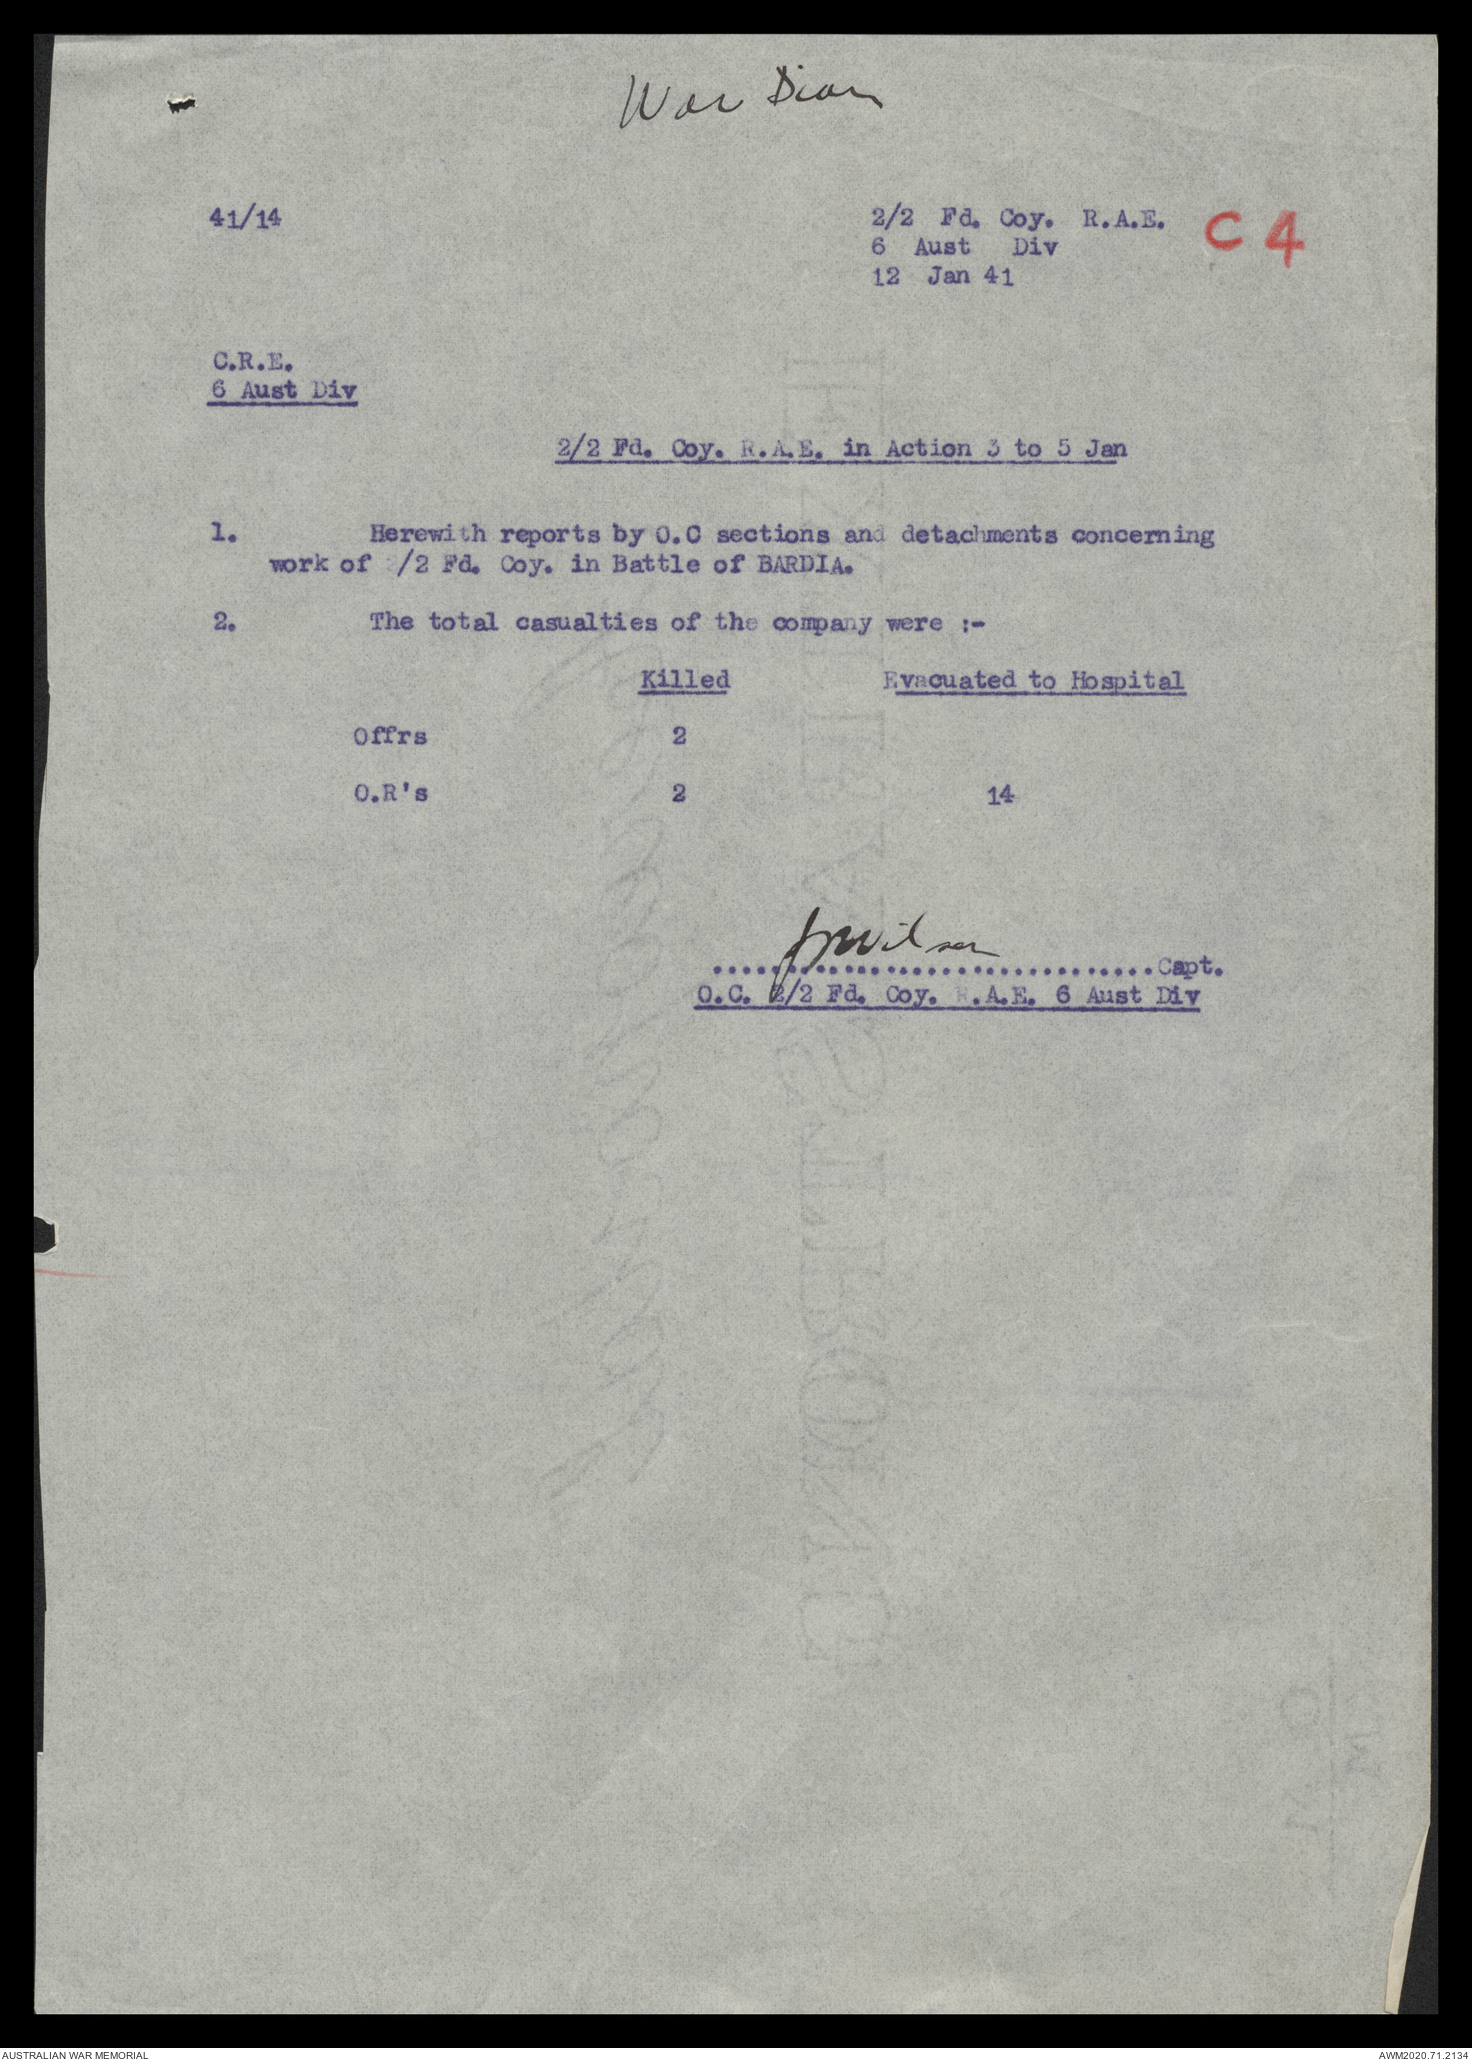 War Diary
41/14
2/2 Fd. Coy. R.A.E.
C4
6 Aust Div
12 Jan 41
C.R.E.
6 Aust Div
2/2 Fd. Coy. R.A.E. in Action 3 to 5 Jan
1. Herewith reports by O.C sections and detachments concerning
work of 2/2 Fd. Coy. in Battle of BARDIA.
2. The total casualties of the company were :-
Killed Evacuated to Hospital
Offrs 2
O.R's 2 14
JWilson
........................................Capt.
O.C. 2/2 Fd. Coy. R.A.E. 6 Aust Div
AUSTRALIAN WAR MEMORIAL AWM2020.71.2134